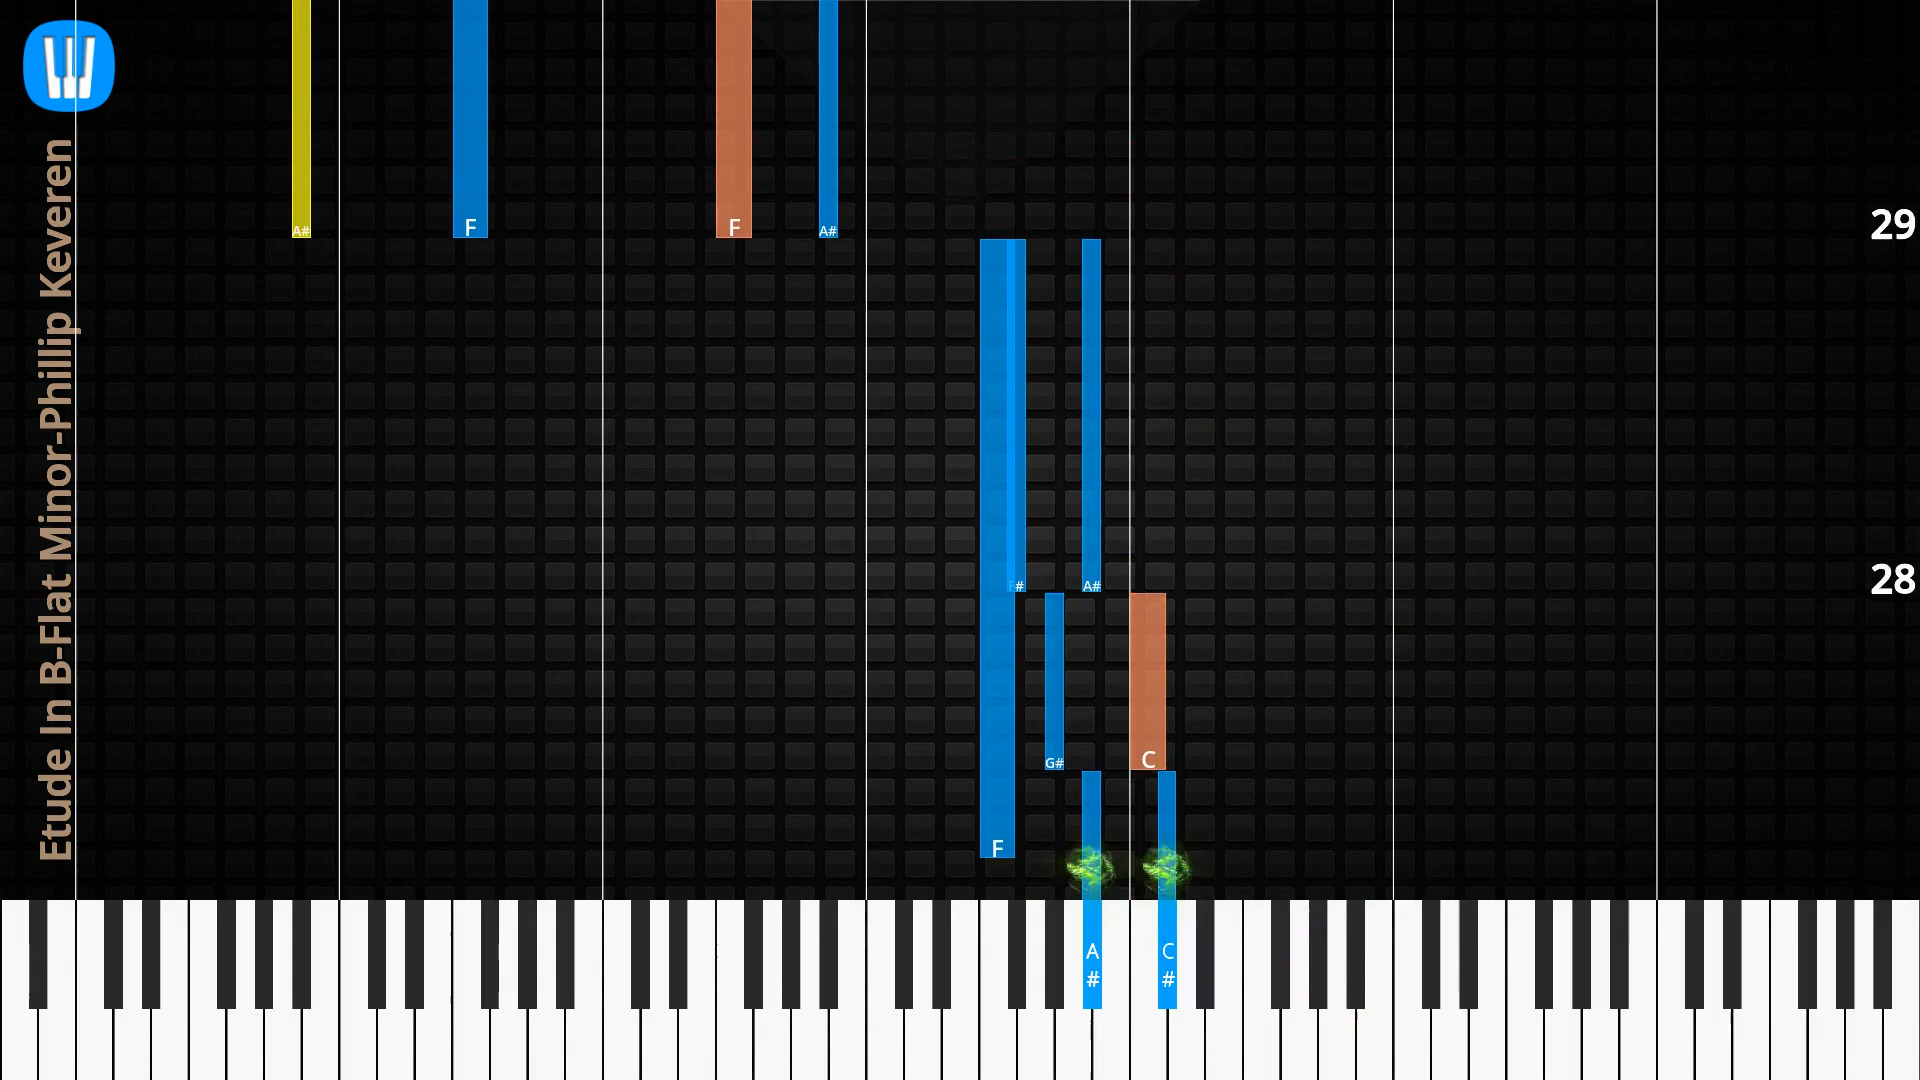 Etude In B-Flat Minor-Phillip Keveren
A#
F
F
A#
29
F#
A#
28
G#
C
F
A
#
C
#